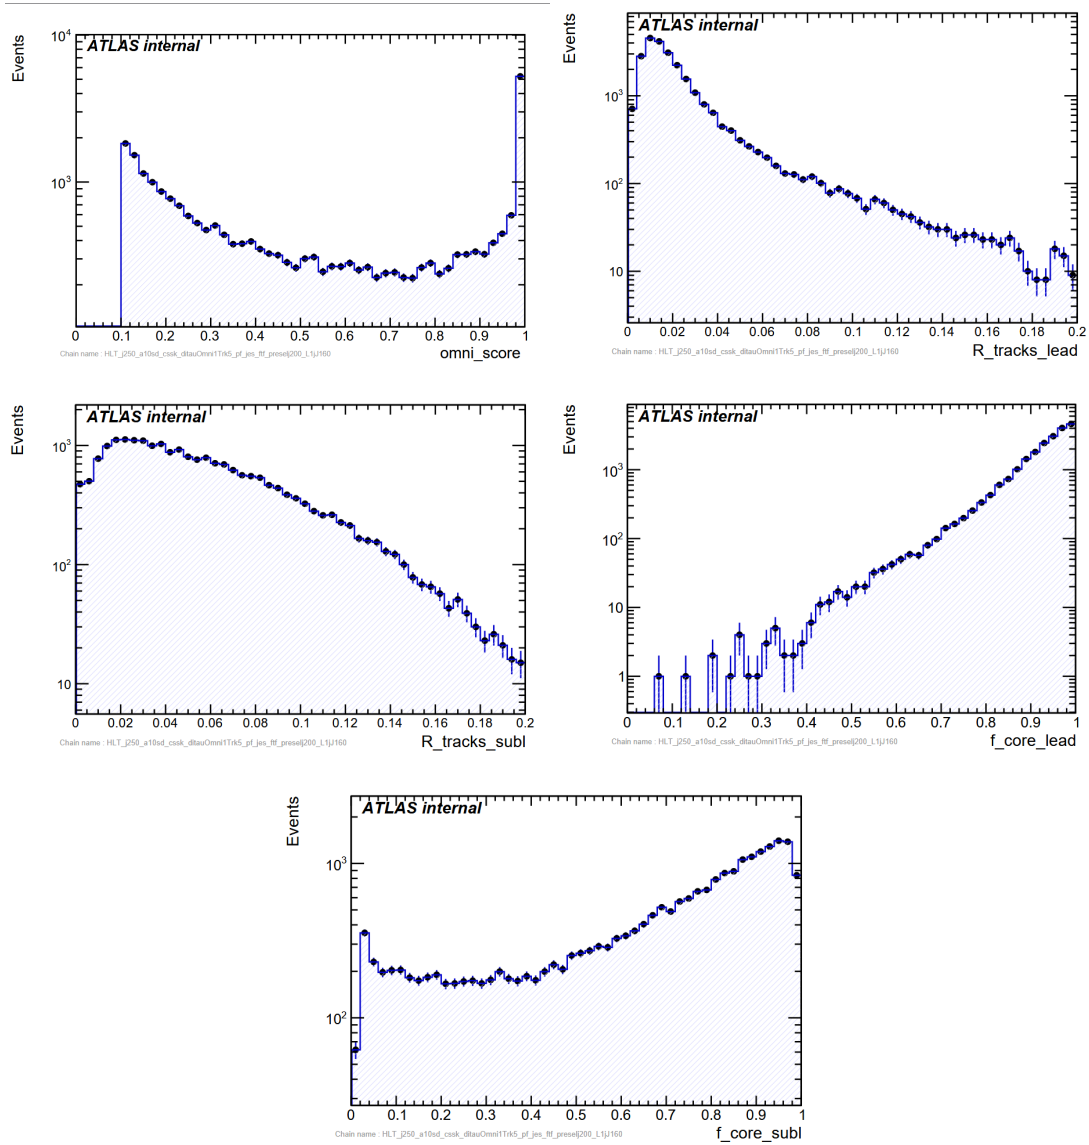 ATLAS internal
Events
10⁴
10³
0 0.1 0.2 0.3 0.4 0.5 0.6 0.7 0.8 0.9 1
omni_score
Chain name : HLT_j250_a10sd_cssk_ditauOmni1Trk5_pf_jes_ftf_preselj200_L1jJ160
ATLAS internal
Events
10³
10²
10
0 0.02 0.04 0.06 0.08 0.1 0.12 0.14 0.16 0.18 0.2
R_tracks_lead
Chain name : HLT_j250_a10sd_cssk_ditauOmni1Trk5_pf_jes_ftf_preselj200_L1jJ160
ATLAS internal
Events
10³
10²
10
0 0.02 0.04 0.06 0.08 0.1 0.12 0.14 0.16 0.18 0.2
R_tracks_subl
Chain name : HLT_j250_a10sd_cssk_ditauOmni1Trk5_pf_jes_ftf_preselj200_L1jJ160
ATLAS internal
Events
10³
10²
10
1
0 0.1 0.2 0.3 0.4 0.5 0.6 0.7 0.8 0.9 1
f_core_lead
Chain name : HLT_j250_a10sd_cssk_ditauOmni1Trk5_pf_jes_ftf_preselj200_L1jJ160
ATLAS internal
Events
10³
10²
0 0.1 0.2 0.3 0.4 0.5 0.6 0.7 0.8 0.9 1
f_core_subl
Chain name : HLT_j250_a10sd_cssk_ditauOmni1Trk5_pf_jes_ftf_preselj200_L1jJ160